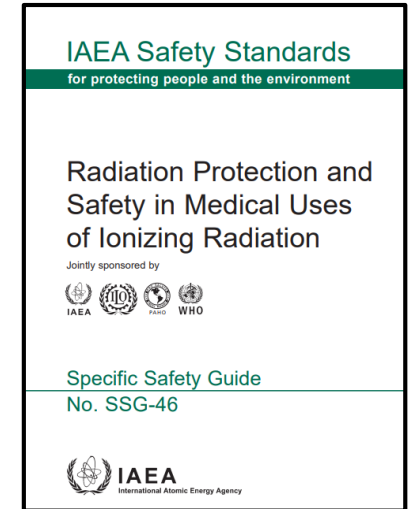 IAEA Safety Standards
for protecting people and the environment
Radiation Protection and
Safety in Medical Uses
of Ionizing Radiation
Jointly sponsored by
IAEA ILO PAHO WHO
Specific Safety Guide
No. SSG-46
IAEA
International Atomic Energy Agency